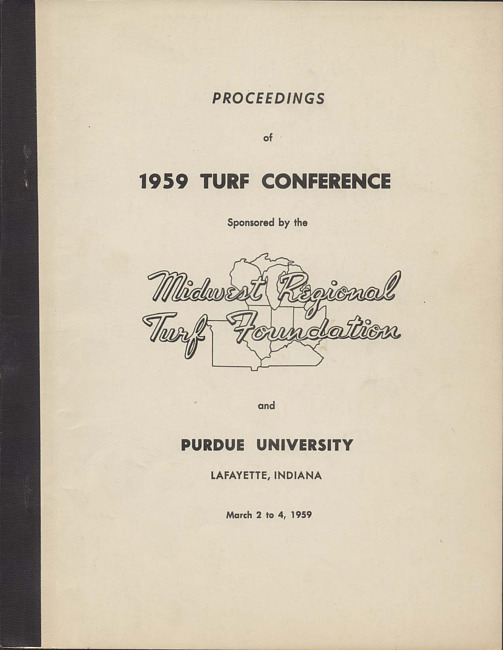 PROCEEDINGS
of
1959 TURF CONFERENCE
Sponsored by the
Midwest Regional
Turf Foundation
and
PURDUE UNIVERSITY
LAFAYETTE, INDIANA
March 2 to 4, 1959